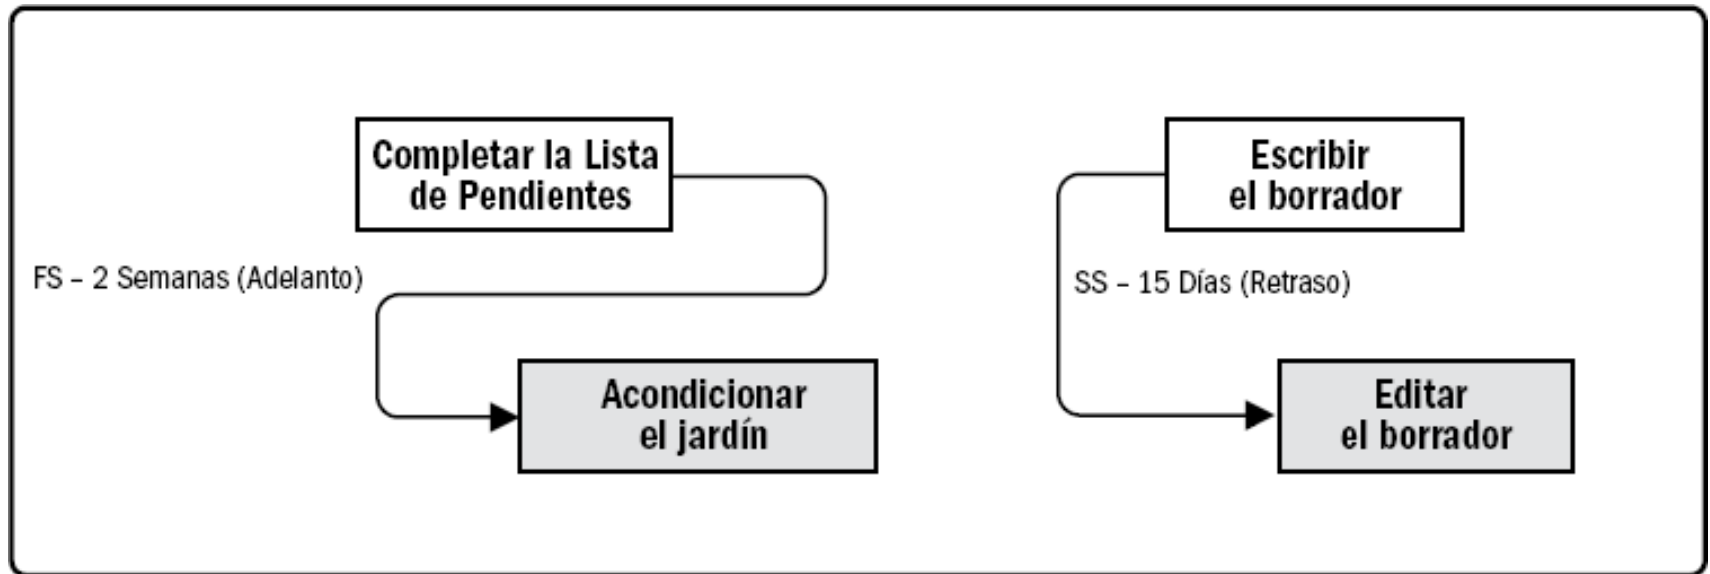 Completar la Lista
de Pendientes
FS – 2 Semanas (Adelanto)
Acondicionar
el jardín
Escribir
el borrador
SS – 15 Días (Retraso)
Editar
el borrador